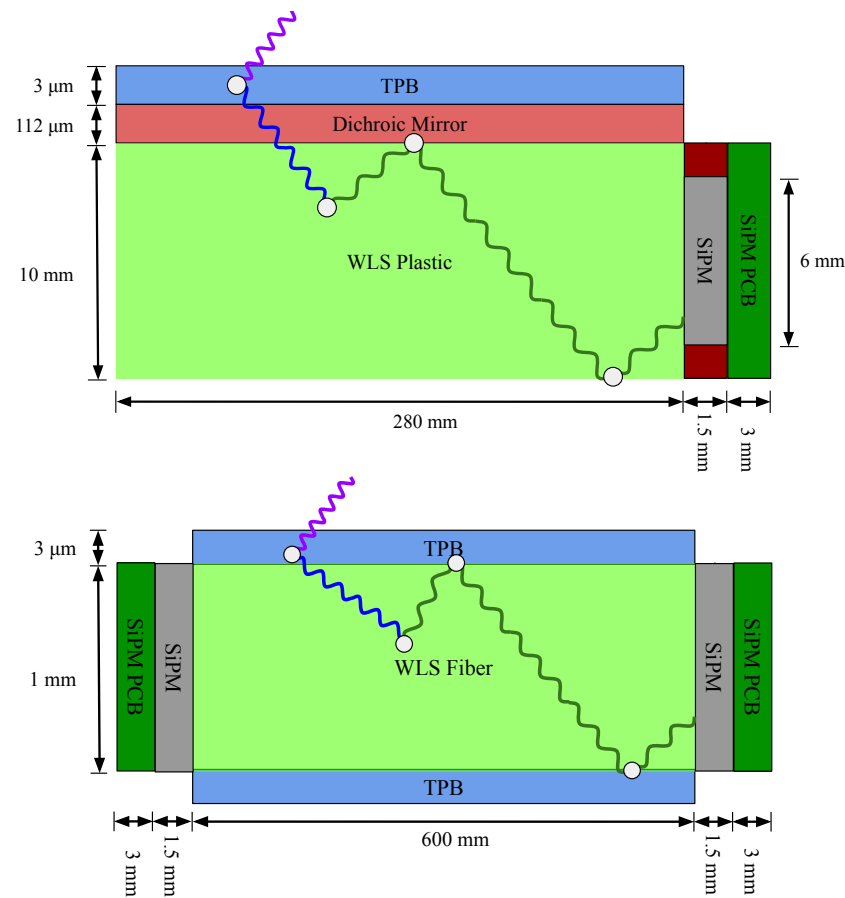 3 μm
TPB
112 μm
Dichroic Mirror
10 mm
WLS Plastic
SiPM
SiPM PCB
6 mm
280 mm
1.5 mm
3 mm
3 μm
TPB
SiPM PCB
SiPM
1 mm
WLS Fiber
SiPM
SiPM PCB
TPB
3 mm
1.5 mm
600 mm
1.5 mm
3 mm